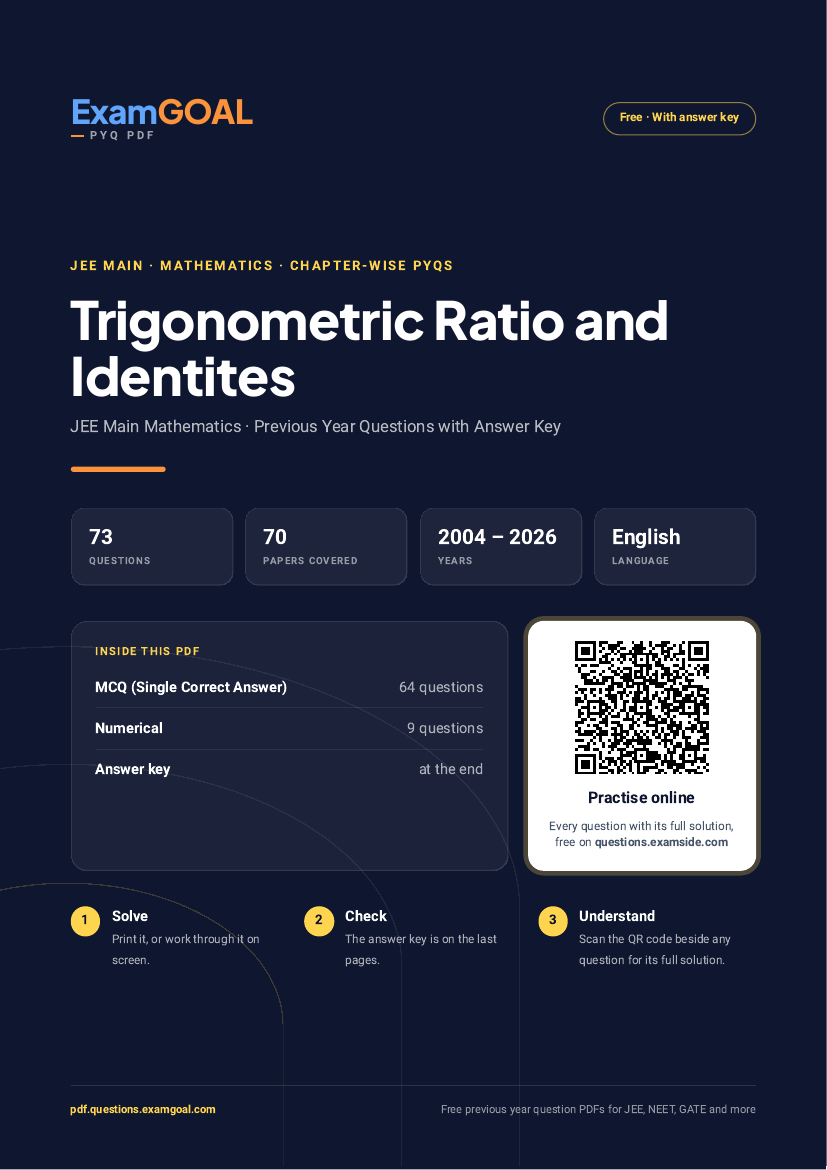 ExamGOAL
PYQ PDF
Free · With answer key
JEE MAIN · MATHEMATICS · CHAPTER-WISE PYQS
Trigonometric Ratio and
Identites
JEE Main Mathematics · Previous Year Questions with Answer Key
73
QUESTIONS
70
PAPERS COVERED
2004 – 2026
YEARS
English
LANGUAGE
INSIDE THIS PDF
MCQ (Single Correct Answer) 64 questions
Numerical 9 questions
Answer key at the end
Practise online
Every question with its full solution,
free on questions.examside.com
1 Solve
Print it, or work through it on
screen.
2 Check
The answer key is on the last
pages.
3 Understand
Scan the QR code beside any
question for its full solution.
pdf.questions.examgoal.com
Free previous year question PDFs for JEE, NEET, GATE and more